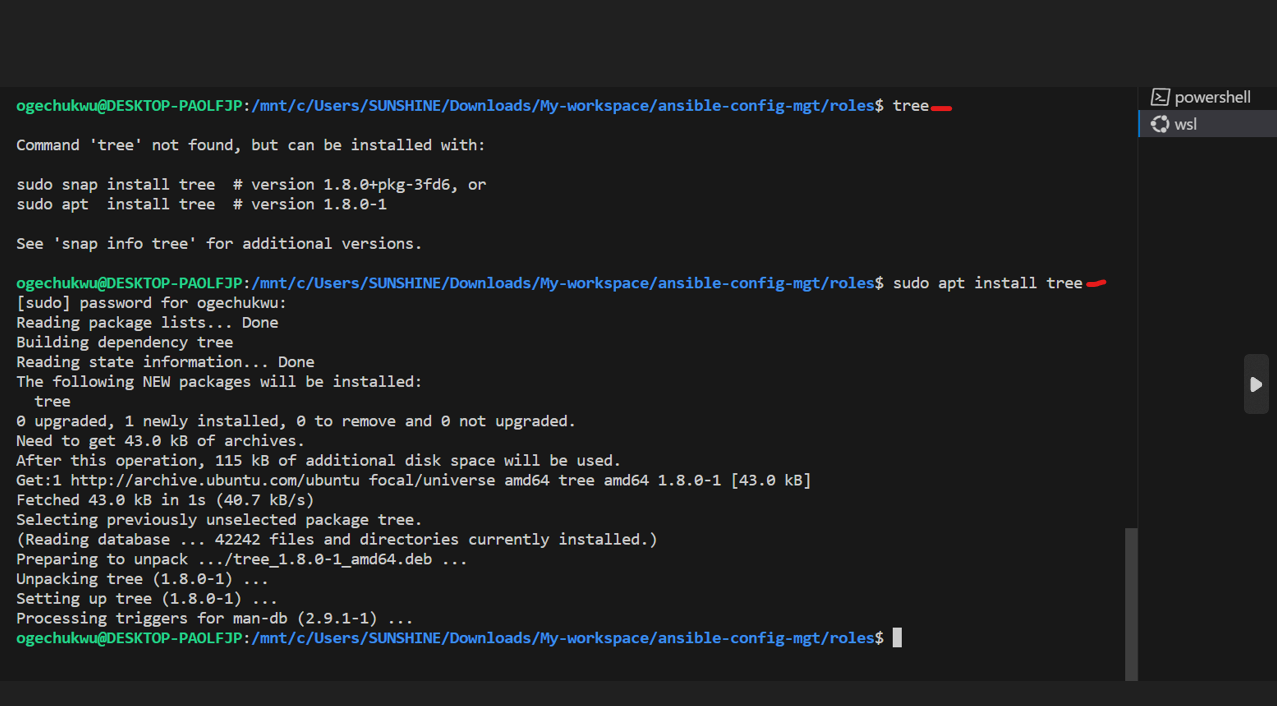 ogechukwu@DESKTOP-PAOLFJP:/mnt/c/Users/SUNSHINE/Downloads/My-workspace/ansible-config-mgt/roles$ tree
powershell
wsl
Command 'tree' not found, but can be installed with:
sudo snap install tree  # version 1.8.0+pkg-3fd6, or
sudo apt  install tree  # version 1.8.0-1
See 'snap info tree' for additional versions.
ogechukwu@DESKTOP-PAOLFJP:/mnt/c/Users/SUNSHINE/Downloads/My-workspace/ansible-config-mgt/roles$ sudo apt install tree
[sudo] password for ogechukwu:
Reading package lists... Done
Building dependency tree
Reading state information... Done
The following NEW packages will be installed:
  tree
0 upgraded, 1 newly installed, 0 to remove and 0 not upgraded.
Need to get 43.0 kB of archives.
After this operation, 115 kB of additional disk space will be used.
Get:1 http://archive.ubuntu.com/ubuntu focal/universe amd64 tree amd64 1.8.0-1 [43.0 kB]
Fetched 43.0 kB in 1s (40.7 kB/s)
Selecting previously unselected package tree.
(Reading database ... 42242 files and directories currently installed.)
Preparing to unpack .../tree_1.8.0-1_amd64.deb ...
Unpacking tree (1.8.0-1) ...
Setting up tree (1.8.0-1) ...
Processing triggers for man-db (2.9.1-1) ...
ogechukwu@DESKTOP-PAOLFJP:/mnt/c/Users/SUNSHINE/Downloads/My-workspace/ansible-config-mgt/roles$